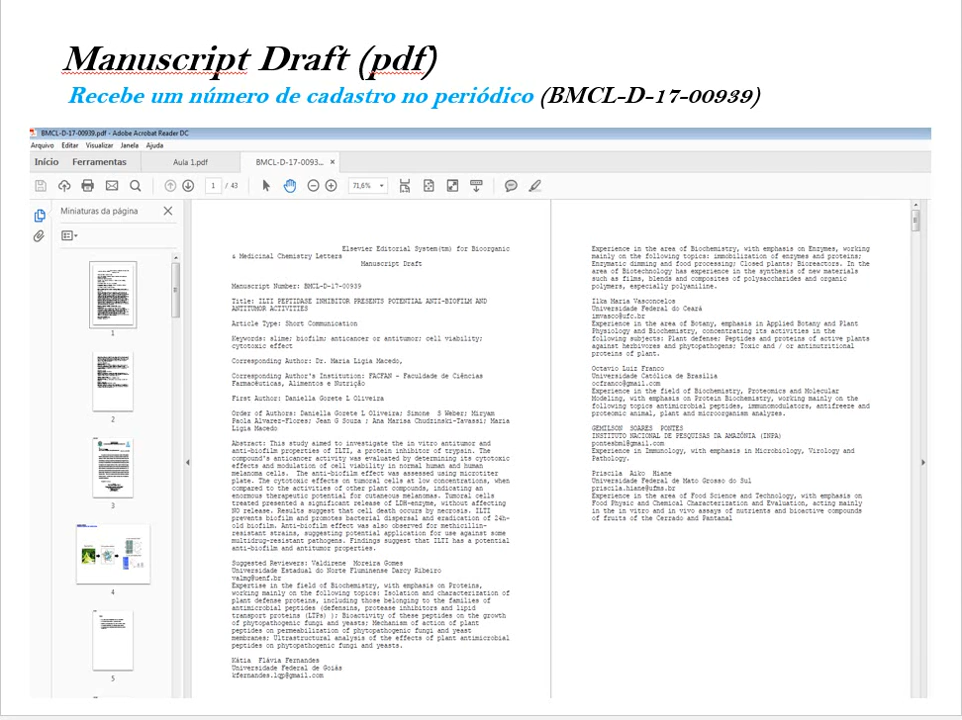 Manuscript Draft (pdf)
Recebe um número de cadastro no periódico (BMCL-D-17-00939)
BMCL-D-17-00939.pdf - Adobe Acrobat Reader DC
Arquivo Editar Visualizar Janela Ajuda
Início Ferramentas Aula 1.pdf BMCL-D-17-0093... ×
1 / 43 71,6%
Miniaturas da página
1
2
3
4
5
Elsevier Editorial System(tm) for Bioorganic
& Medicinal Chemistry Letters
Manuscript Draft
Manuscript Number: BMCL-D-17-00939
Title: ILTI PEPTIDASE INHIBITOR PRESENTS POTENTIAL ANTI-BIOFILM AND
ANTITUMOR ACTIVITIES
Article Type: Short Communication
Keywords: slime; biofilm; anticancer or antitumor; cell viability;
cytotoxic effect
Corresponding Author: Dr. Maria Ligia Macedo,
Corresponding Author's Institution: FACFAN - Faculdade de Ciências
Farmacêuticas, Alimentos e Nutrição
First Author: Daniella Gorete L Oliveira
Order of Authors: Daniella Gorete L Oliveira; Simone S Weber; Miryam
Paola Alvarez-Flores; Jean G Souza ; Ana Marisa Chudzinski-Tavassi; Maria
Ligia Macedo
Abstract: This study aimed to investigate the in vitro antitumor and
anti-biofilm properties of ILTI, a protein inhibitor of trypsin. The
compound's anticancer activity was evaluated by determining its cytotoxic
effects and modulation of cell viability in normal human and human
melanoma cells. The anti-biofilm effect was assessed using microtiter
plate. The cytotoxic effects on tumoral cells at low concentrations, when
compared to the activities of other plant compounds, indicating an
enormous therapeutic potential for cutaneous melanomas. Tumoral cells
treated presented a significant release of LDH-enzyme, without affecting
NO release. Results suggest that cell death occurs by necrosis. ILTI
prevents biofilm and promotes bacterial dispersal and eradication of 24h-
old biofilm. Anti-biofilm effect was also observed for methicillin-
resistant strains, suggesting potential application for use against some
multidrug-resistant pathogens. Findings suggest that ILTI has a potential
anti-biofilm and antitumor properties.
Suggested Reviewers: Valdirene Moreira Gomes
Universidade Estadual do Norte Fluminense Darcy Ribeiro
valmg@uenf.br
Expertise in the field of Biochemistry, with emphasis on Proteins,
working mainly on the following topics: Isolation and characterization of
plant defense proteins, including those belonging to the families of
antimicrobial peptides (defensins, protease inhibitors and lipid
transport proteins (LTPs) ); Bioactivity of these peptides on the growth
of phytopathogenic fungi and yeasts; Mechanism of action of plant
peptides on permeabilization of phytopathogenic fungi and yeast
membranes; Ultrastructural analysis of the effects of plant antimicrobial
peptides on phytopathogenic fungi and yeasts.
Kátia Flávia Fernandes
Universidade Federal de Goiás
kfernandes.lqp@gmail.com
Experience in the area of Biochemistry, with emphasis on Enzymes, working
mainly on the following topics: immobilization of enzymes and proteins;
Enzymatic dimming and food processing; Closed plants; Bioreactors. In the
area of Biotechnology has experience in the synthesis of new materials
such as films, blends and composites of polysaccharides and organic
polymers, especially polyaniline.
Ilka Maria Vasconcelos
Universidade Federal do Ceará
imvasco@ufc.br
Experience in the area of Botany, emphasis in Applied Botany and Plant
Physiology and Biochemistry, concentrating its activities in the
following subjects: Plant defense; Peptides and proteins of active plants
against herbivores and phytopathogens; Toxic and / or antinutritional
proteins of plant.
Octavio Luiz Franco
Universidade Católica de Brasília
ocfranco@gmail.com
Experience in the field of Biochemistry, Proteomics and Molecular
Modeling, with emphasis on Protein Biochemistry, working mainly on the
following topics antimicrobial peptides, immunomodulators, antifreeze and
proteomic animal, plant and microorganism analyzes.
GEMILSON SOARES PONTES
INSTITUTO NACIONAL DE PESQUISAS DA AMAZÔNIA (INPA)
pontesbml@gmail.com
Experience in Immunology, with emphasis in Microbiology, Virology and
Pathology.
Priscila Aiko Hiane
Universidade Federal de Mato Grosso do Sul
priscila.hiane@ufms.br
Experience in the area of Food Science and Technology, with emphasis on
Food Physic and Chemical Characterization and Evaluation, acting mainly
in the in vitro and in vivo assays of nutrients and bioactive compounds
of fruits of the Cerrado and Pantanal